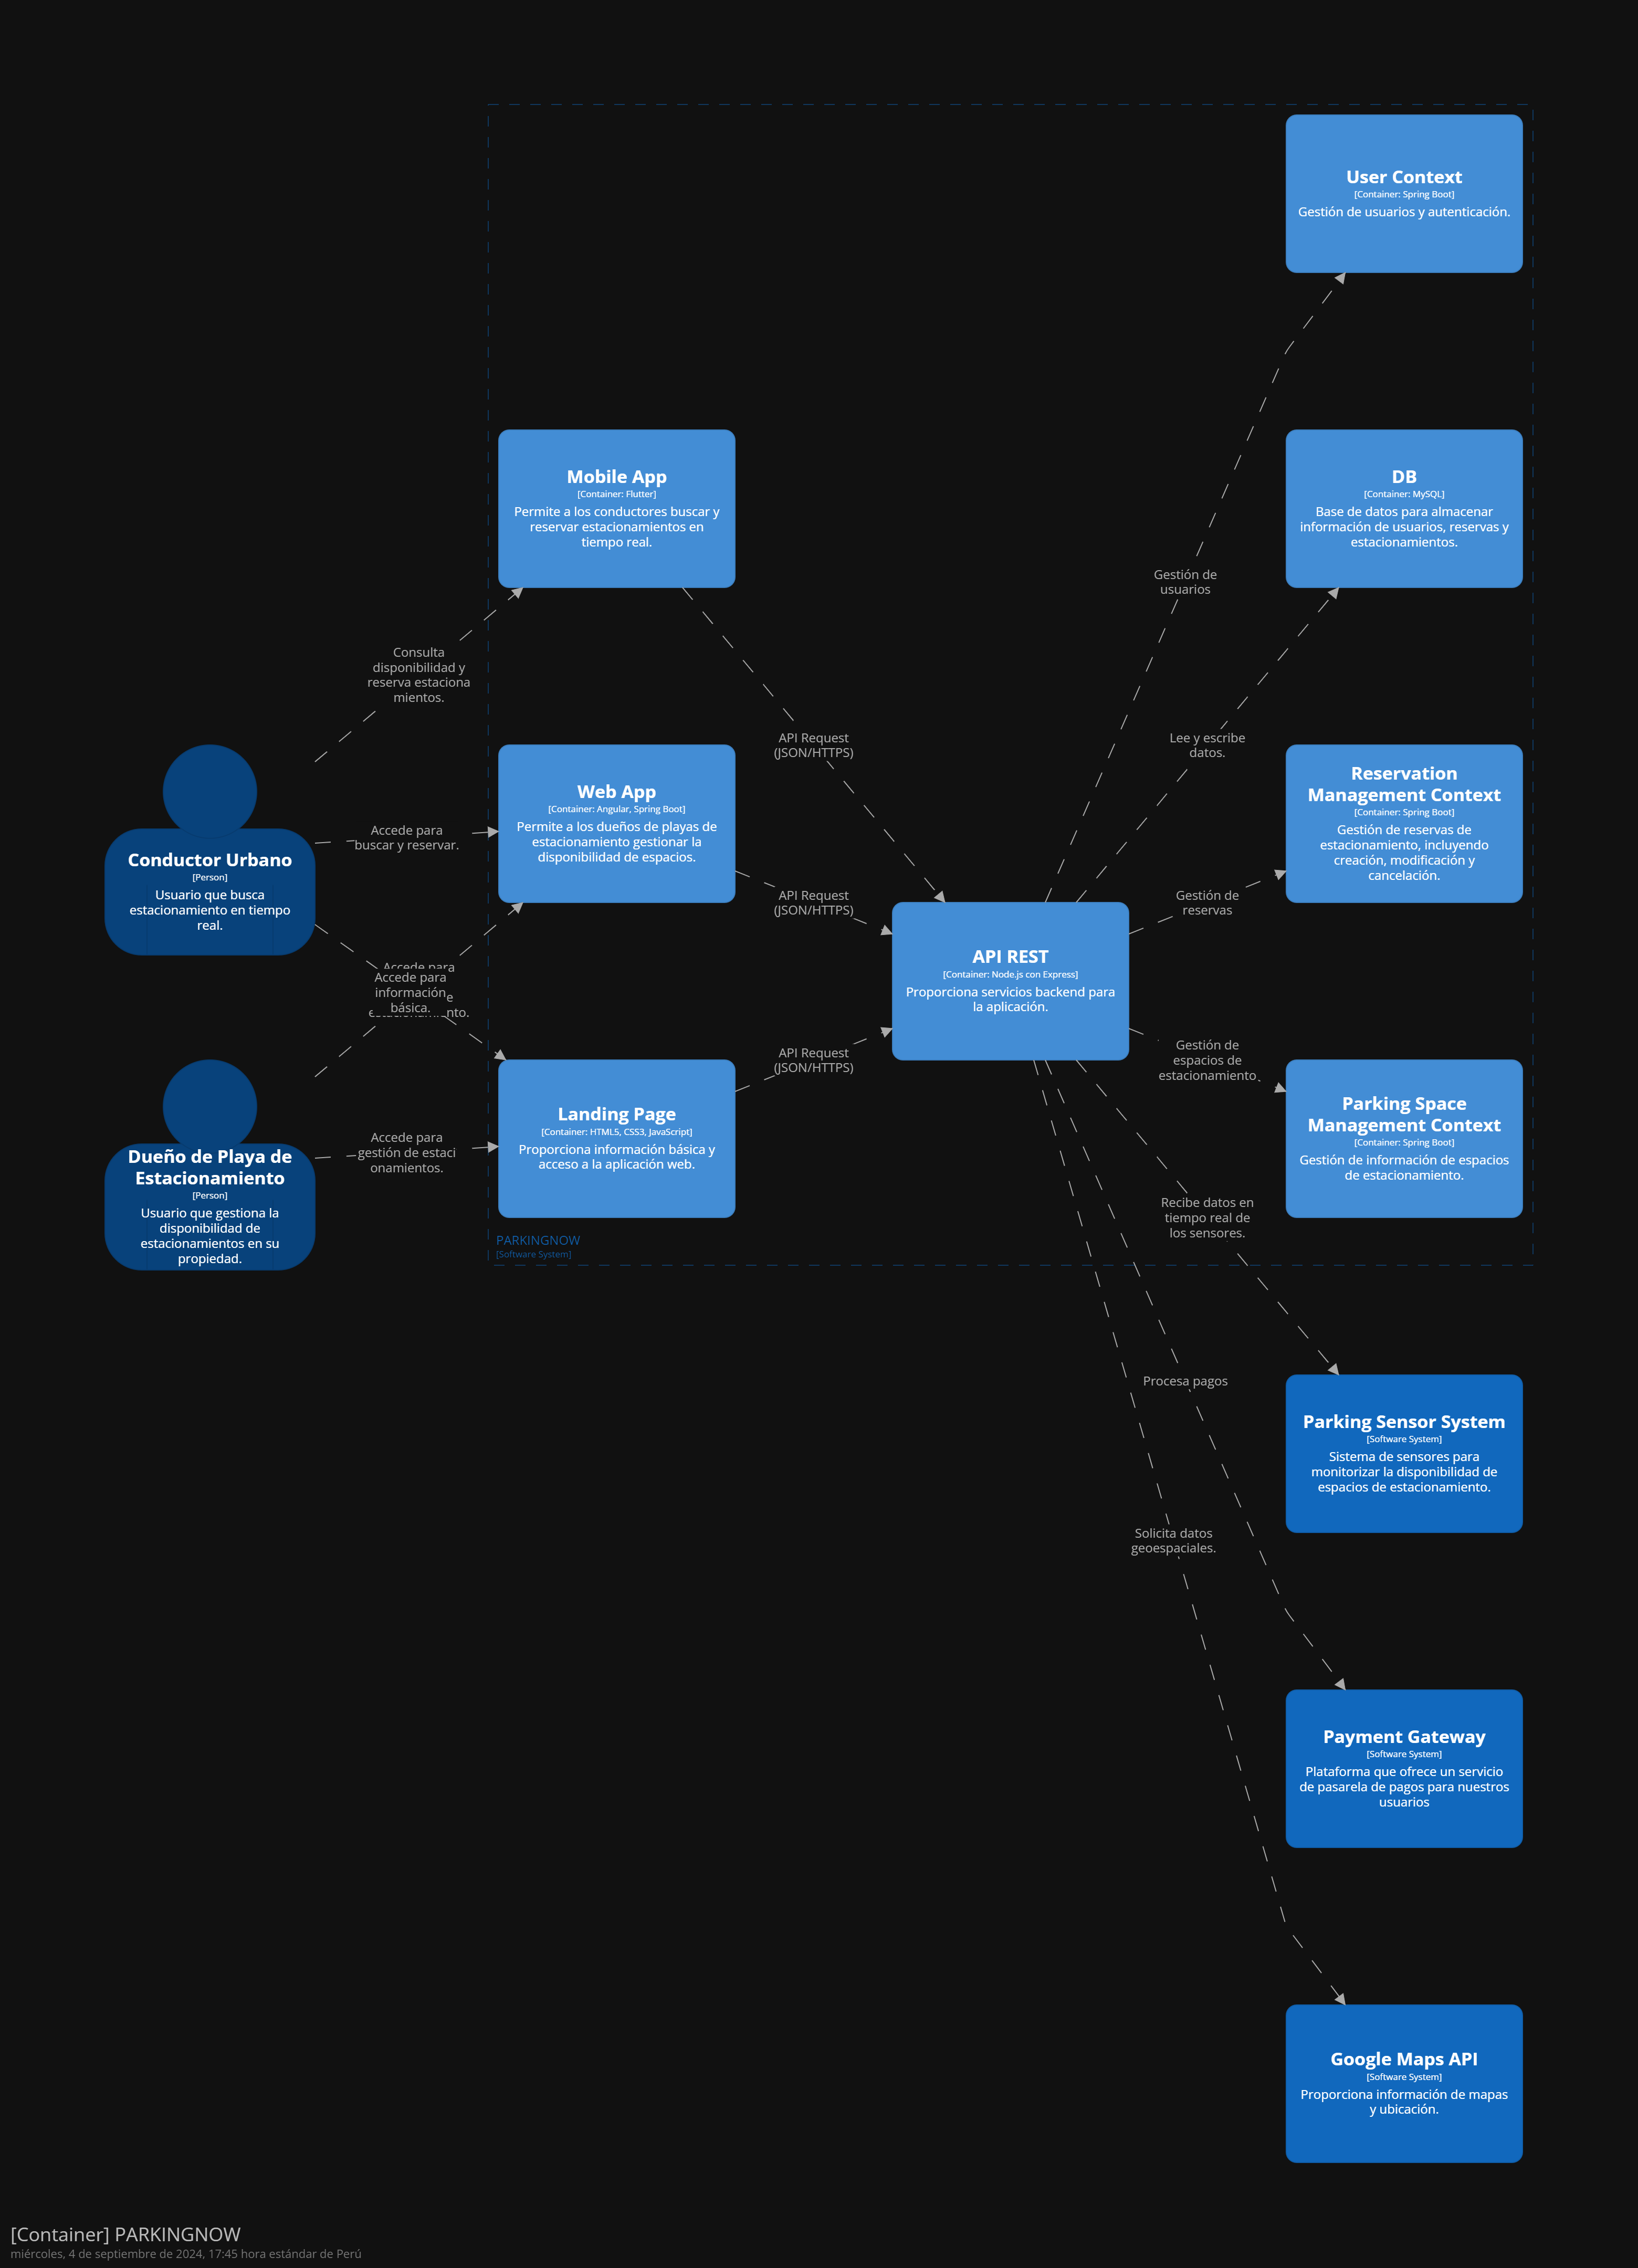 User Context
[Container: Spring Boot]
Gestión de usuarios y autenticación.
Mobile App
[Container: Flutter]
Permite a los conductores buscar y
reservar estacionamientos en
tiempo real.
DB
[Container: MySQL]
Base de datos para almacenar
información de usuarios, reservas y
estacionamientos.
Gestión de
usuarios
Consulta
disponibilidad y
reserva estaciona
mientos.
API Request
(JSON/HTTPS)
Lee y escribe
datos.
Web App
[Container: Angular, Spring Boot]
Permite a los dueños de playas de
estacionamiento gestionar la
disponibilidad de espacios.
Reservation
Management Context
[Container: Spring Boot]
Gestión de reservas de
estacionamiento, incluyendo
creación, modificación y
cancelación.
Accede para
buscar y reservar.
Conductor Urbano
[Person]
Usuario que busca
estacionamiento en tiempo
real.
API Request
(JSON/HTTPS)
Gestión de
reservas
API REST
[Container: Node.js con Express]
Proporciona servicios backend para
la aplicación.
Accede para
Accede para
información
básica.
API Request
(JSON/HTTPS)
Gestión de
espacios de
estacionamiento.
Landing Page
[Container: HTML5, CSS3, JavaScript]
Proporciona información básica y
acceso a la aplicación web.
Parking Space
Management Context
[Container: Spring Boot]
Gestión de información de espacios
de estacionamiento.
Accede para
gestión de estaci
onamientos.
Dueño de Playa de
Estacionamiento
[Person]
Usuario que gestiona la
disponibilidad de
estacionamientos en su
propiedad.
Recibe datos en
tiempo real de
los sensores.
PARKINGNOW
[Software System]
Procesa pagos
Parking Sensor System
[Software System]
Sistema de sensores para
monitorizar la disponibilidad de
espacios de estacionamiento.
Solicita datos
geoespaciales.
Payment Gateway
[Software System]
Plataforma que ofrece un servicio
de pasarela de pagos para nuestros
usuarios
Google Maps API
[Software System]
Proporciona información de mapas
y ubicación.
[Container] PARKINGNOW
miércoles, 4 de septiembre de 2024, 17:45 hora estándar de Perú